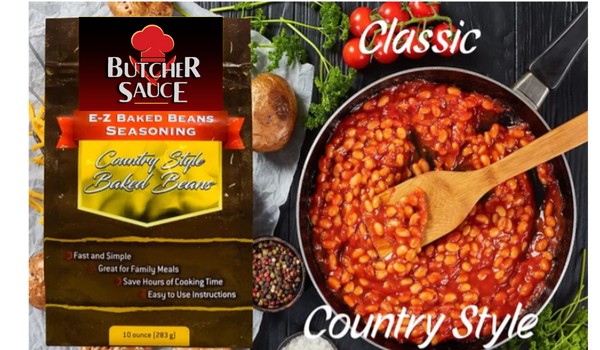 BUTCHER
SAUCE
E-Z BAKED BEANS
SEASONING
Country Style
Baked Beans
Fast and Simple
Great for Family Meals
Save Hours of Cooking Time
Easy to Use Instructions
10 ounce (283 g)
Classic
Country Style